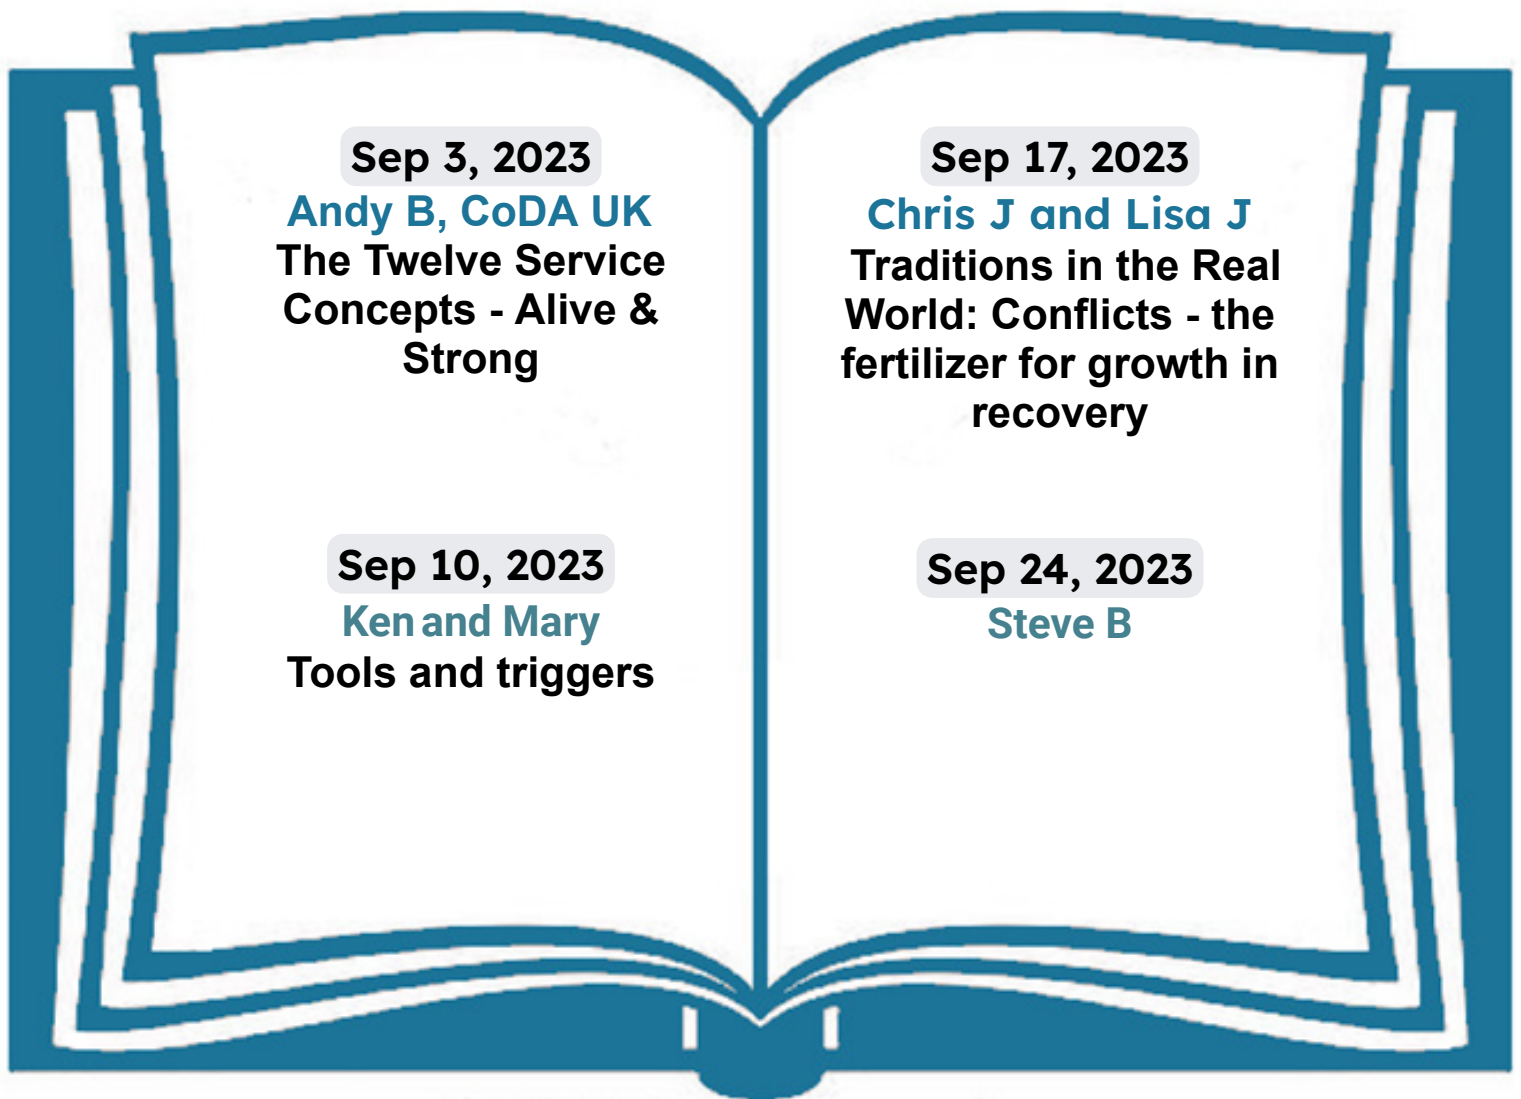 Sep 3, 2023
Andy B, CoDA UK
The Twelve Service
Concepts - Alive &
Strong
Sep 10, 2023
Ken and Mary
Tools and triggers
Sep 17, 2023
Chris J and Lisa J
Traditions in the Real
World: Conflicts - the
fertilizer for growth in
recovery
Sep 24, 2023
Steve B